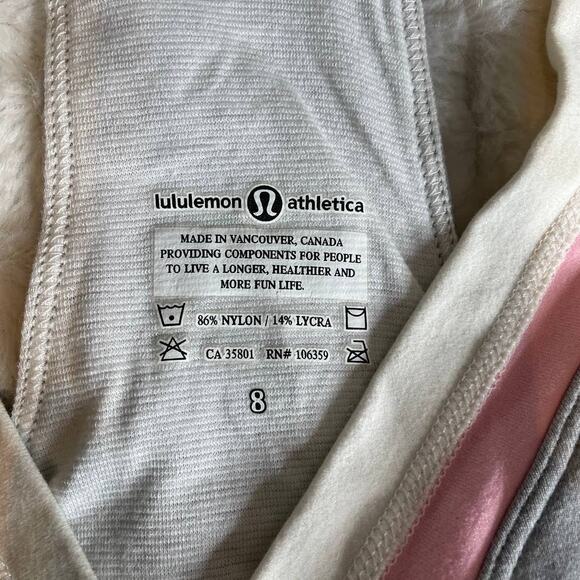 lululemon athletica
MADE IN VANCOUVER, CANADA
PROVIDING COMPONENTS FOR PEOPLE
TO LIVE A LONGER, HEALTHIER AND
MORE FUN LIFE.
86% NYLON / 14% LYCRA
CA 35801 RN# 106359
8